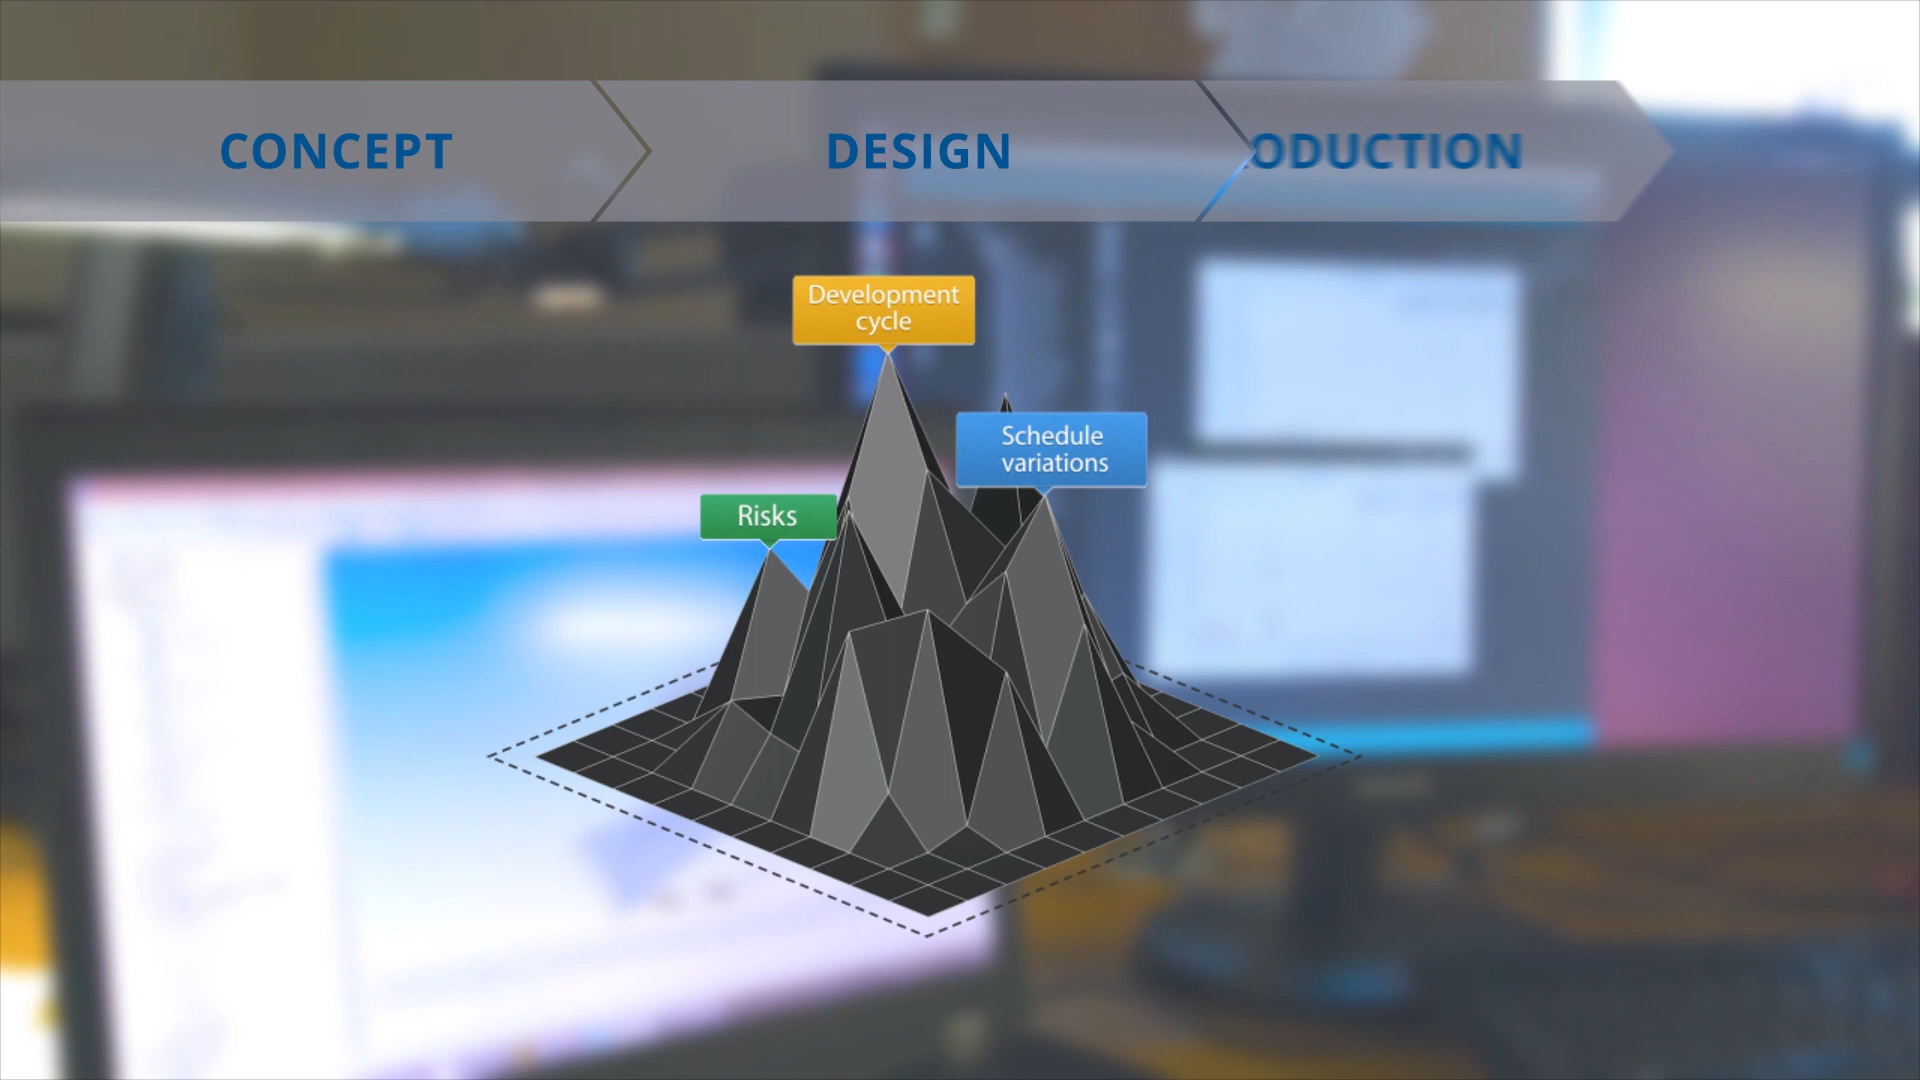 CONCEPT DESIGN ODUCTION
Development
cycle
Schedule
variations
Risks